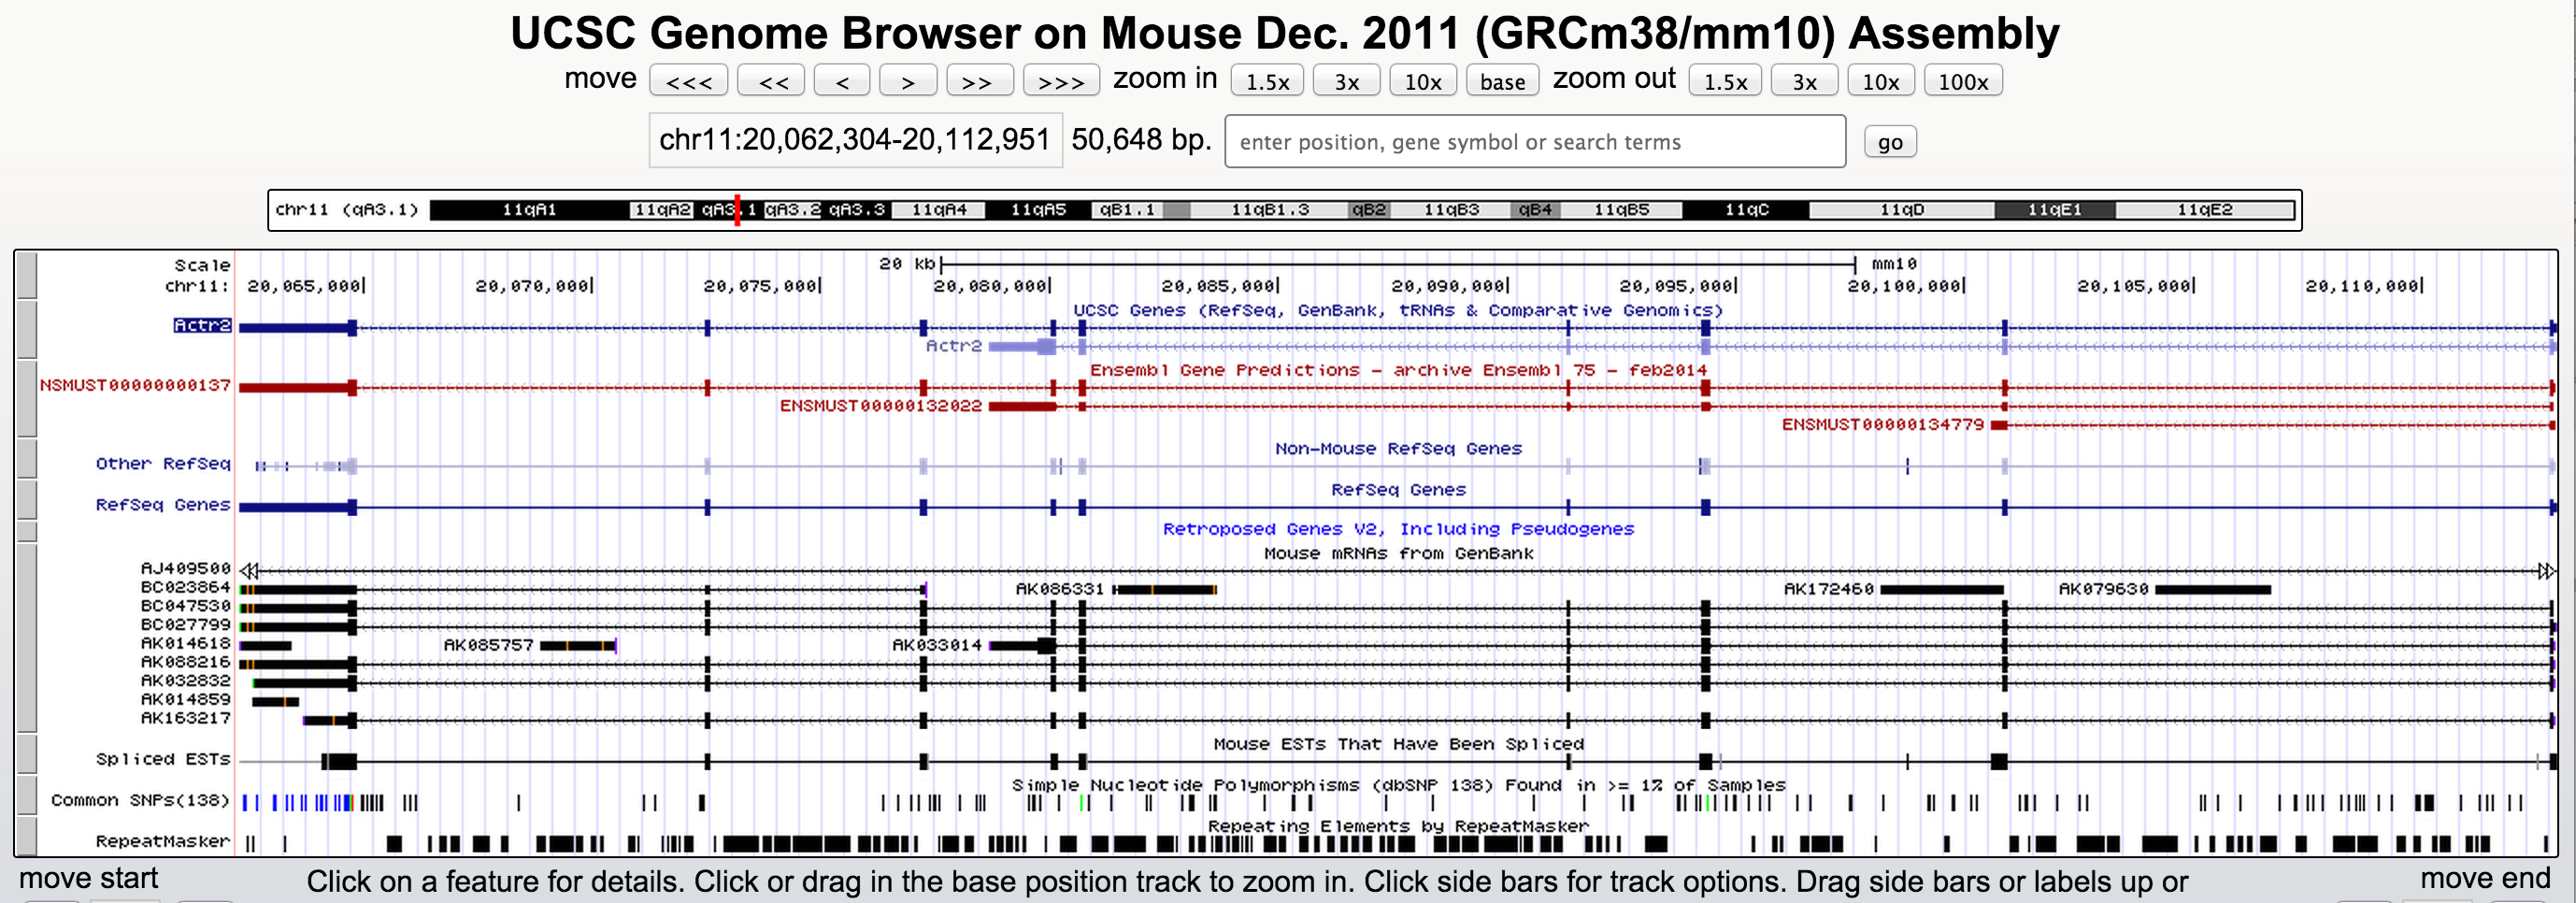 UCSC Genome Browser on Mouse Dec. 2011 (GRCm38/mm10) Assembly
move <<< << < > >> >>> zoom in 1.5x 3x 10x base zoom out 1.5x 3x 10x 100x
chr11:20,062,304-20,112,951 50,648 bp. enter position, gene symbol or search terms go
chr11 (qA3.1) 11qA1 11qA2 qA3.1 qA3.2 qA3.3 11qA4 11qA5 qB1.1 11qB1.3 qB2 11qB3 qB4 11qB5 11qC 11qD 11qE1 11qE2
Scale 20 kb mm10
chr11: 20,065,000 20,070,000 20,075,000 20,080,000 20,085,000 20,090,000 20,095,000 20,100,000 20,105,000 20,110,000
UCSC Genes (RefSeq, GenBank, tRNAs & Comparative Genomics)
Actr2
Actr2
Ensembl Gene Predictions - archive Ensembl 75 - feb2014
NSMUST00000000137
ENSMUST00000132022
ENSMUST00000134779
Non-Mouse RefSeq Genes
Other RefSeq
RefSeq Genes
RefSeq Genes
Retroposed Genes V2, Including Pseudogenes
Mouse mRNAs from GenBank
AJ409500
BC023864 AK086331 AK172460 AK079630
BC047530
BC027799
AK014618 AK085757 AK033014
AK088216
AK032832
AK014859
AK163217
Mouse ESTs That Have Been Spliced
Spliced ESTs
Simple Nucleotide Polymorphisms (dbSNP 138) Found in >= 1% of Samples
Common SNPs(138)
Repeating Elements by RepeatMasker
RepeatMasker
move start Click on a feature for details. Click or drag in the base position track to zoom in. Click side bars for track options. Drag side bars or labels up or move end